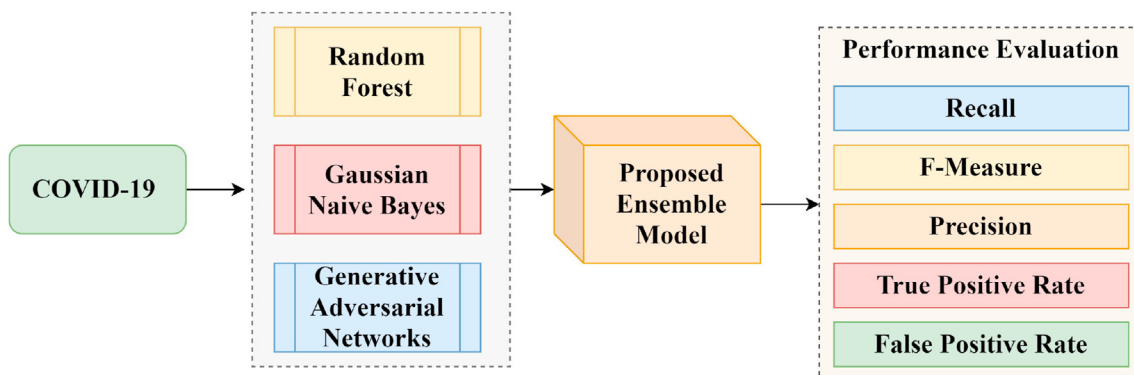 COVID-19
Random
Forest
Gaussian
Naive Bayes
Generative
Adversarial
Networks
Proposed
Ensemble
Model
Performance Evaluation
Recall
F-Measure
Precision
True Positive Rate
False Positive Rate